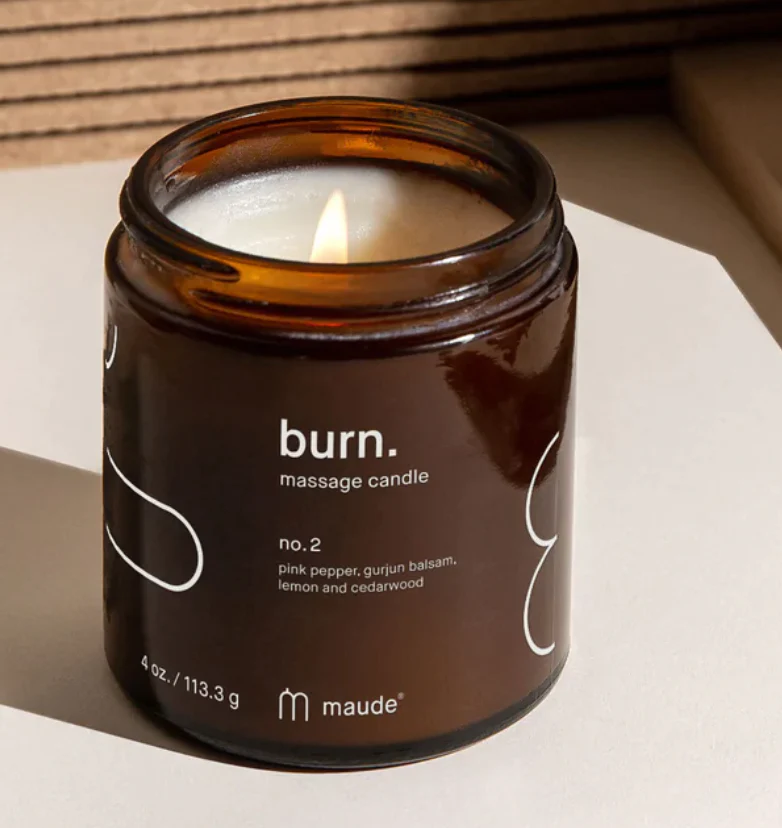 burn.
massage candle
no.2
pink pepper, gurjun balsam,
lemon and cedarwood
4 oz. / 113.3 g
maude®